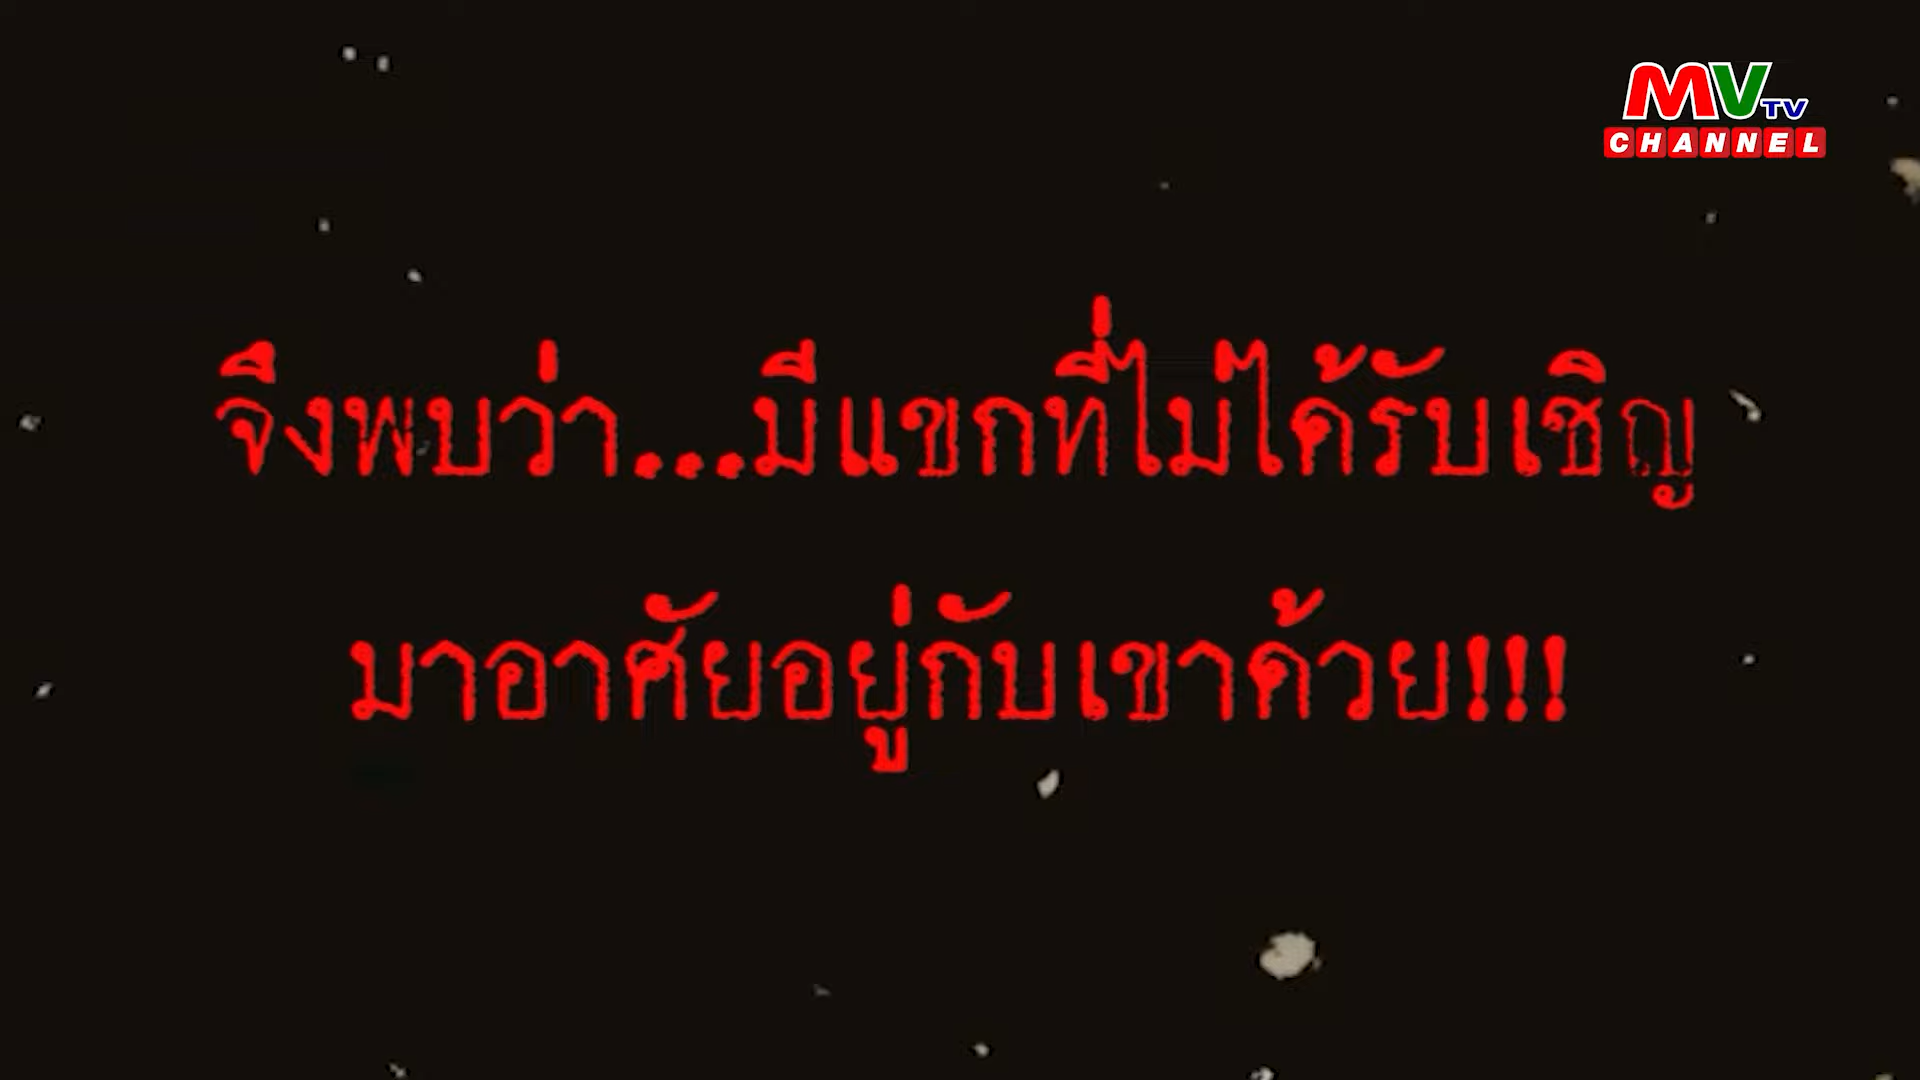 MVTV
CHANNEL
จึงพบว่า...มีแขกที่ไม่ได้รับเชิญ
มาอาศัยอยู่กับเขาด้วย!!!